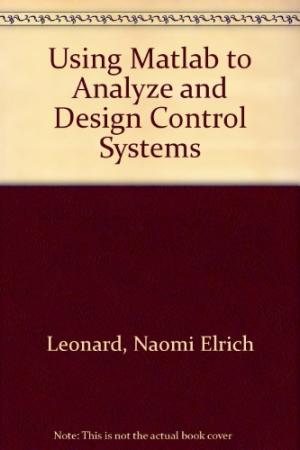 Using Matlab to
Analyze and
Design Control
Systems
Leonard, Naomi Elrich
Note: This is not the actual book cover